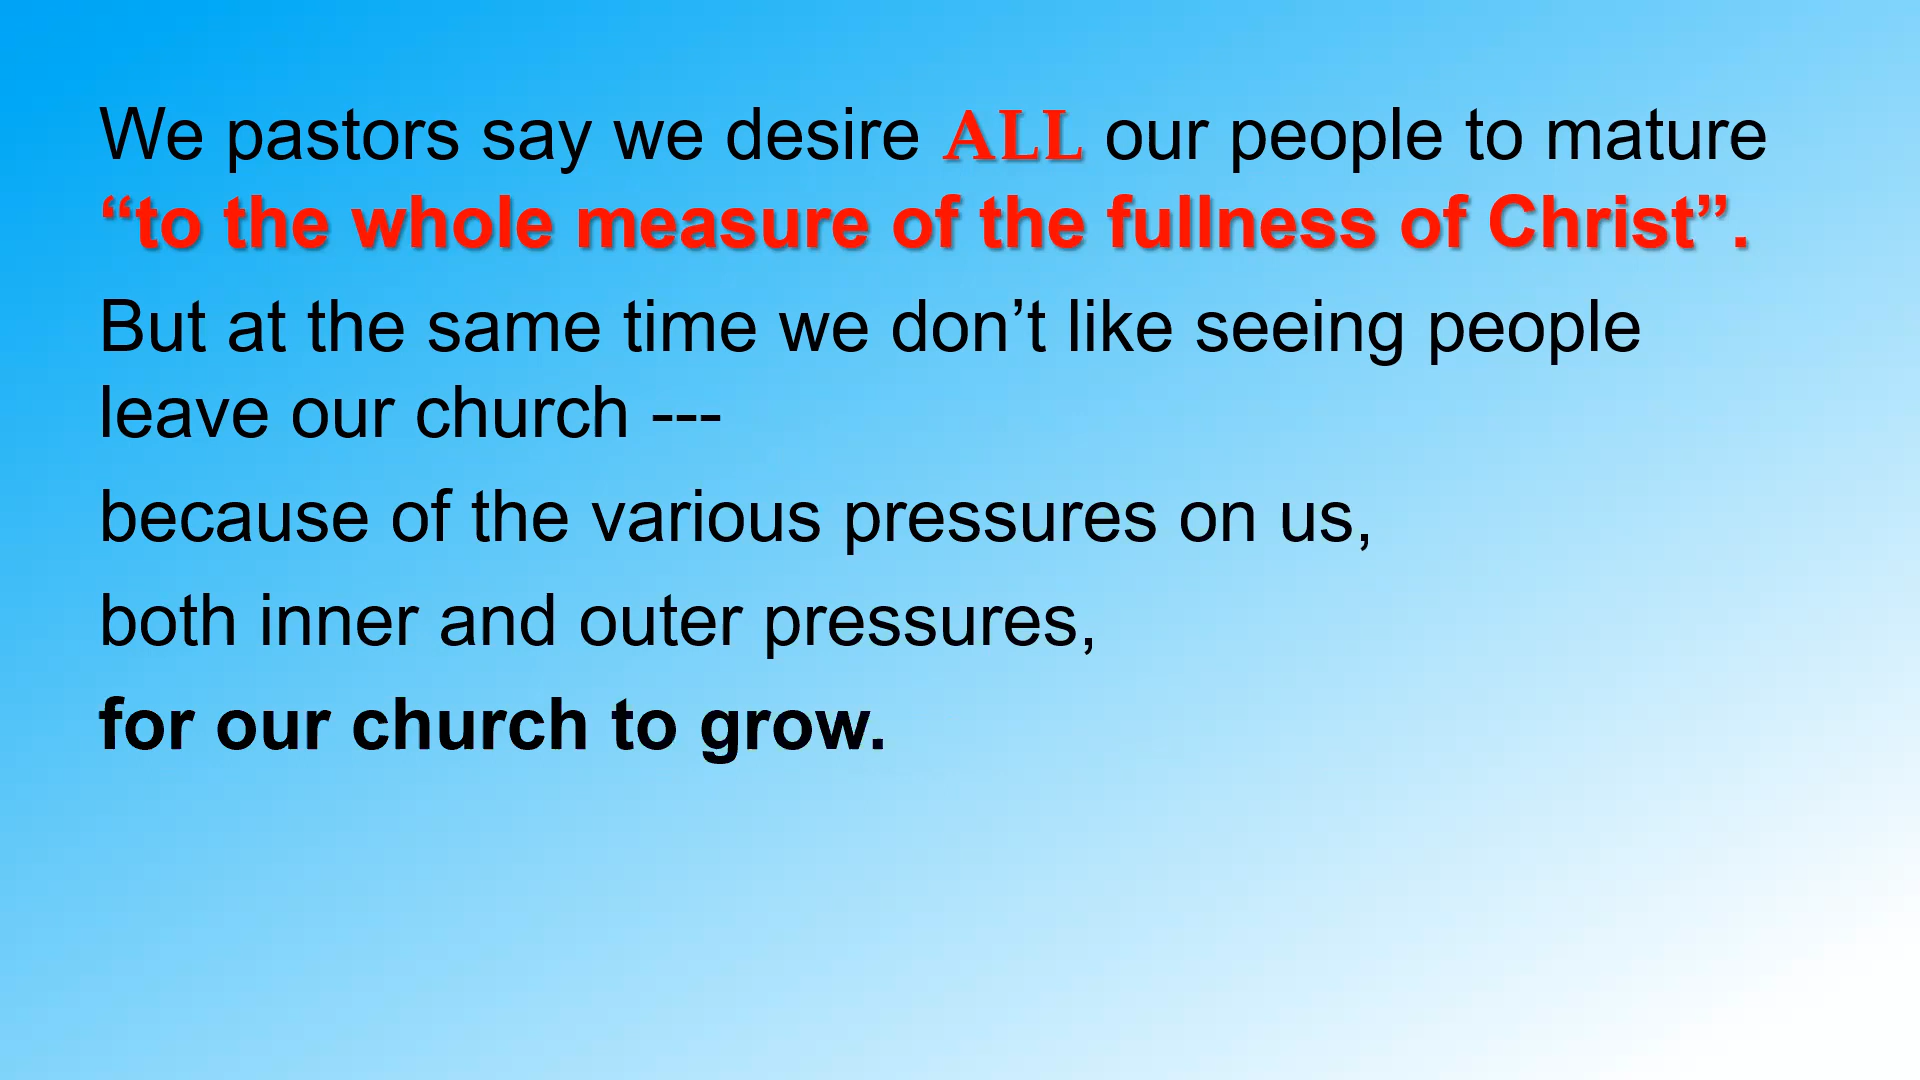 We pastors say we desire ALL our people to mature
“to the whole measure of the fullness of Christ”.
But at the same time we don’t like seeing people
leave our church ---
because of the various pressures on us,
both inner and outer pressures,
for our church to grow.